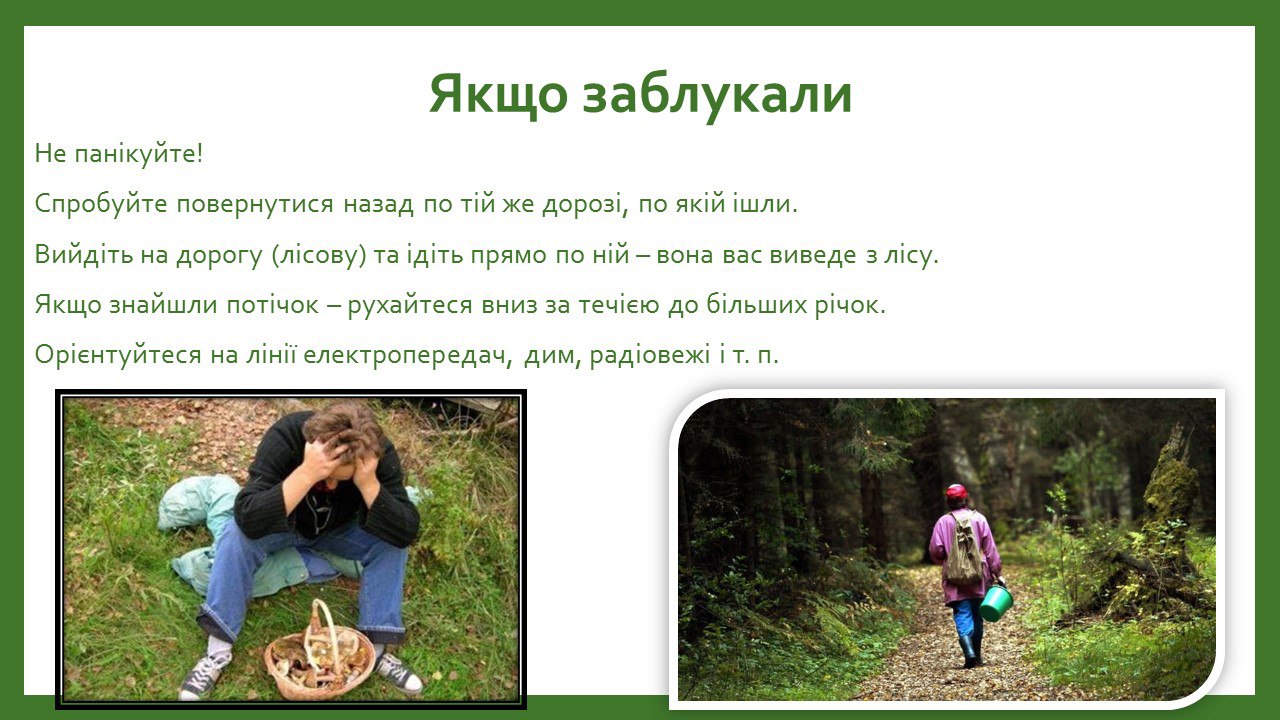 Якщо заблукали
Не панікуйте!
Спробуйте повернутися назад по тій же дорозі, по якій ішли.
Вийдіть на дорогу (лісову) та ідіть прямо по ній – вона вас виведе з лісу.
Якщо знайшли потічок – рухайтеся вниз за течією до більших річок.
Орієнтуйтеся на лінії електропередач, дим, радіовежі і т. п.